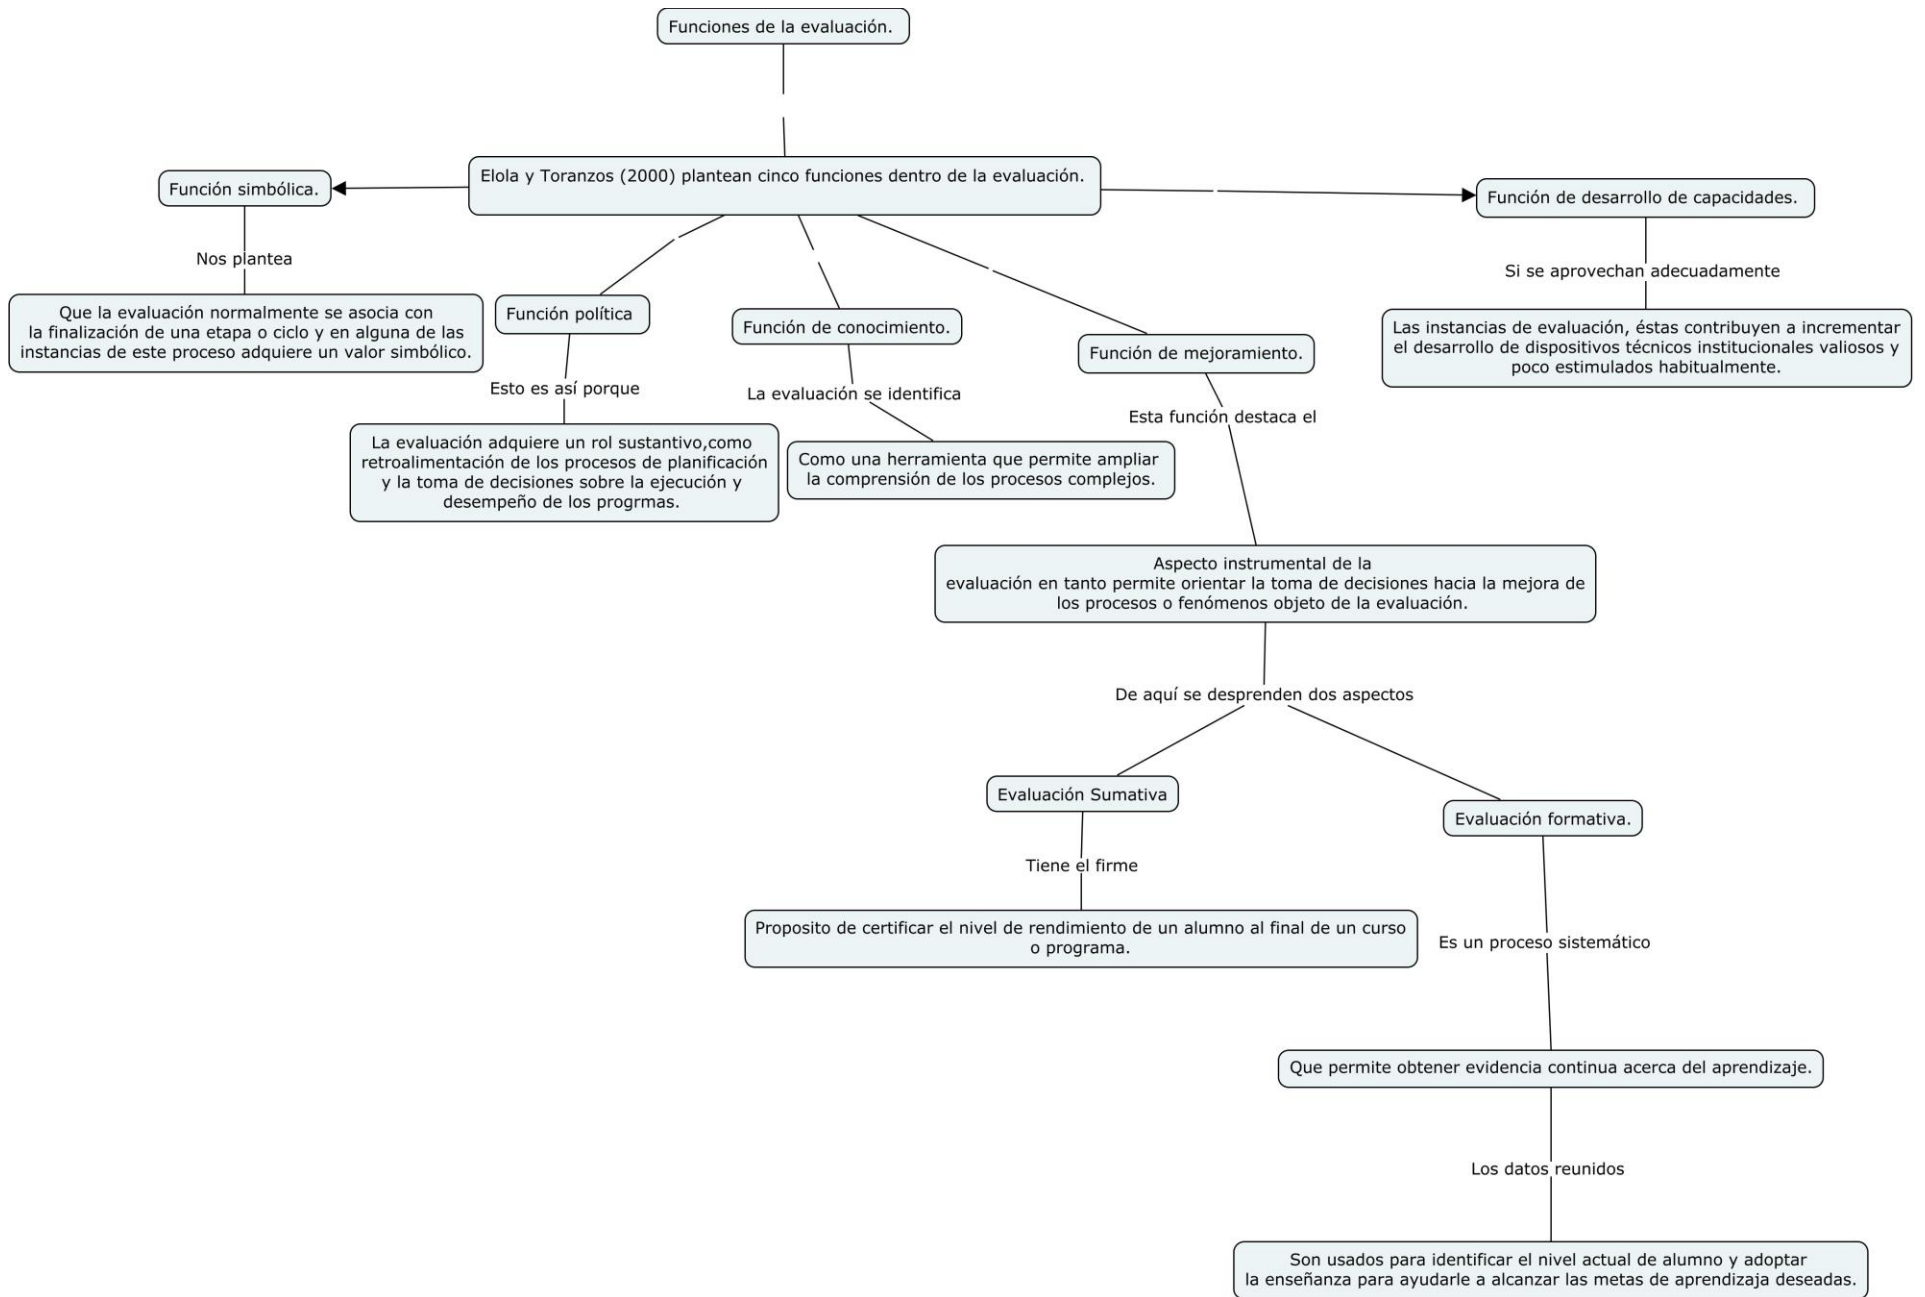 Funciones de la evaluación.
Elola y Toranzos (2000) plantean cinco funciones dentro de la evaluación.
Función simbólica.
Nos plantea
Que la evaluación normalmente se asocia con
la finalización de una etapa o ciclo y en alguna de las
instancias de este proceso adquiere un valor simbólico.
Función política
Esto es así porque
La evaluación adquiere un rol sustantivo,como
retroalimentación de los procesos de planificación
y la toma de decisiones sobre la ejecución y
desempeño de los progrmas.
Función de conocimiento.
La evaluación se identifica
Como una herramienta que permite ampliar
la comprensión de los procesos complejos.
Función de mejoramiento.
Esta función destaca el
Aspecto instrumental de la
evaluación en tanto permite orientar la toma de decisiones hacia la mejora de
los procesos o fenómenos objeto de la evaluación.
De aquí se desprenden dos aspectos
Evaluación Sumativa
Tiene el firme
Proposito de certificar el nivel de rendimiento de un alumno al final de un curso
o programa.
Evaluación formativa.
Es un proceso sistemático
Que permite obtener evidencia continua acerca del aprendizaje.
Los datos reunidos
Son usados para identificar el nivel actual de alumno y adoptar
la enseñanza para ayudarle a alcanzar las metas de aprendizaja deseadas.
Función de desarrollo de capacidades.
Si se aprovechan adecuadamente
Las instancias de evaluación, éstas contribuyen a incrementar
el desarrollo de dispositivos técnicos institucionales valiosos y
poco estimulados habitualmente.